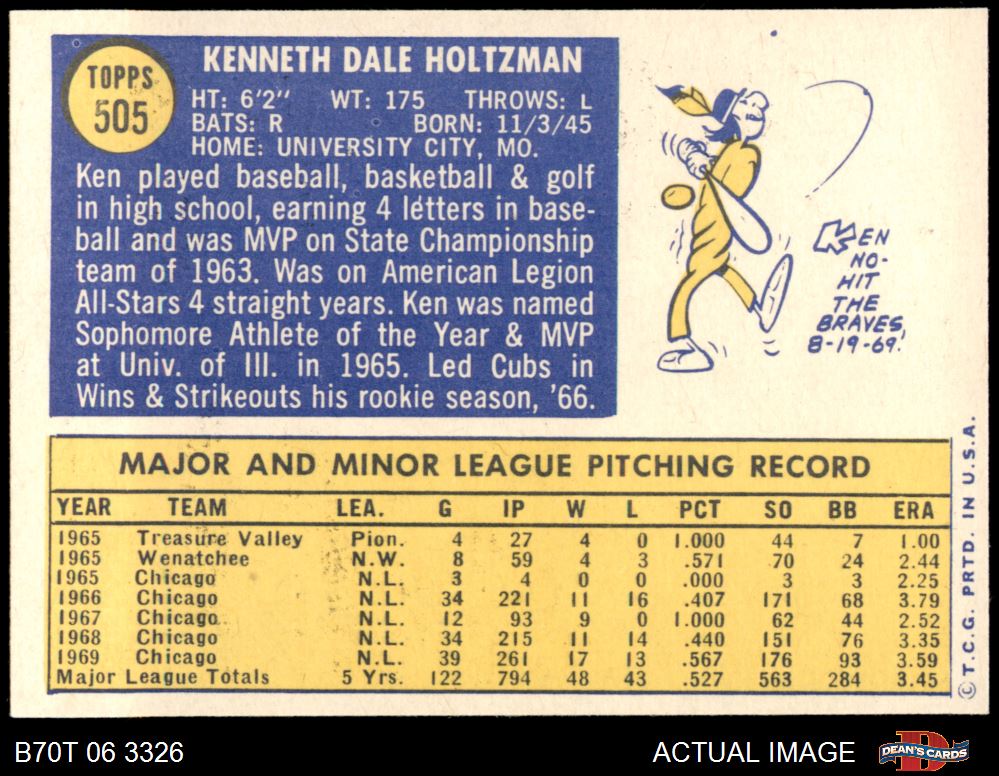 TOPPS
505
KENNETH DALE HOLTZMAN
HT: 6'2" WT: 175 THROWS: L
BATS: R BORN: 11/3/45
HOME: UNIVERSITY CITY, MO.
Ken played baseball, basketball & golf
in high school, earning 4 letters in base-
ball and was MVP on State Championship
team of 1963. Was on American Legion
All-Stars 4 straight years. Ken was named
Sophomore Athlete of the Year & MVP
at Univ. of Ill. in 1965. Led Cubs in
Wins & Strikeouts his rookie season, '66.
KEN
NO-
HIT
THE
BRAVES,
8-19-69.
MAJOR AND MINOR LEAGUE PITCHING RECORD
YEAR TEAM LEA. G IP W L PCT SO BB ERA
1965 Treasure Valley Pion. 4 27 4 0 1.000 44 7 1.00
1965 Wenatchee N.W. 8 59 4 3 .571 70 24 2.44
1965 Chicago N.L. 3 4 0 0 .000 3 3 2.25
1966 Chicago N.L. 34 221 11 16 .407 171 68 3.79
1967 Chicago N.L. 12 93 9 0 1.000 62 44 2.52
1968 Chicago N.L. 34 215 11 14 .440 151 76 3.35
1969 Chicago N.L. 39 261 17 13 .567 176 93 3.59
Major League Totals 5 Yrs. 122 794 48 43 .527 563 284 3.45
© T.C.G. PRTD. IN U.S.A.
B70T 06 3326
ACTUAL IMAGE
DEAN'S CARDS